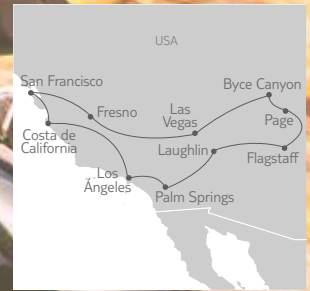 USA
San Francisco
Byce Canyon
Fresno
Las
Vegas
Page
Costa de
California
Laughlin
Flagstaff
Los
Ángeles
Palm Springs